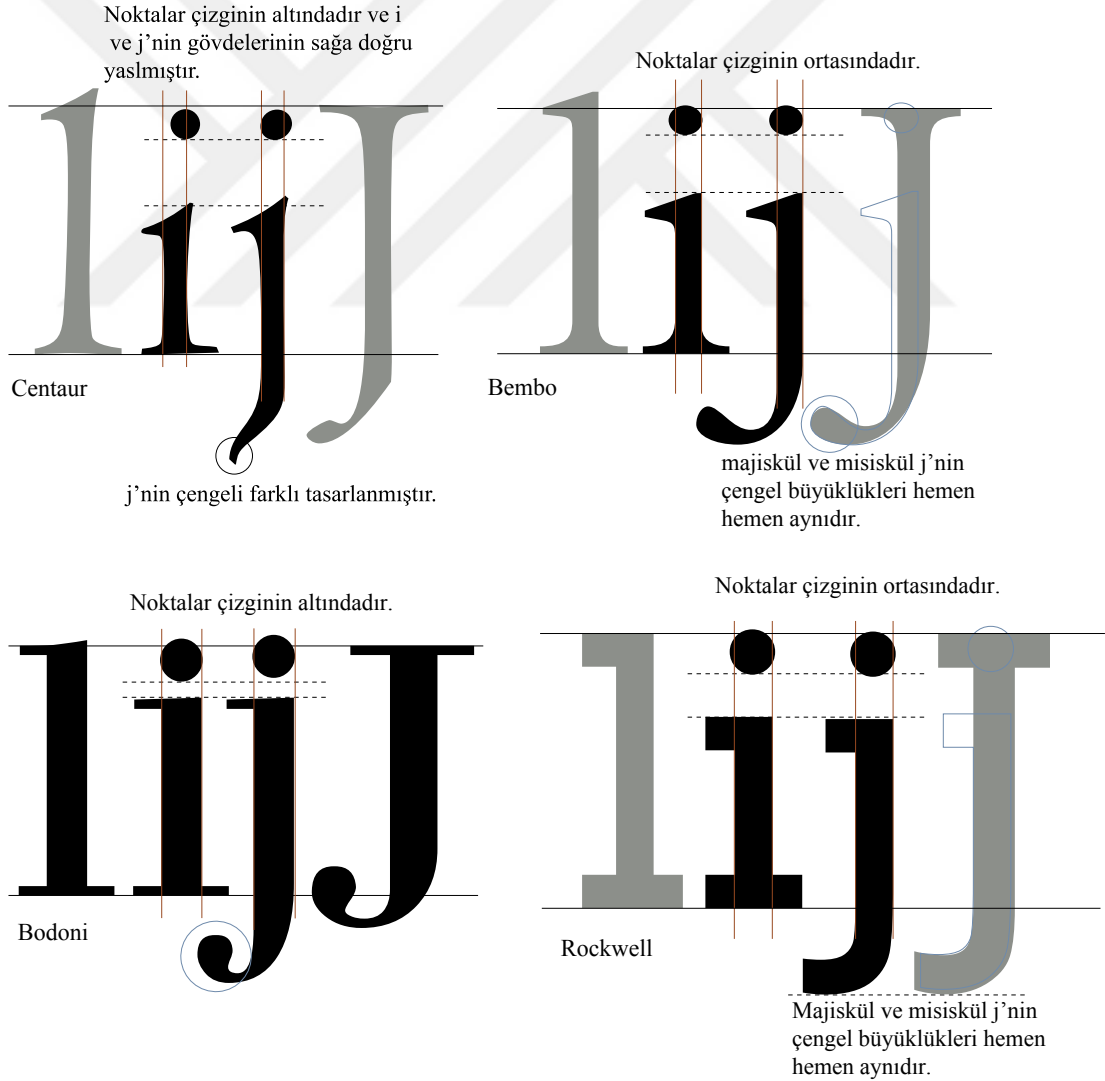 Noktalar çizginin altındadır ve i
ve j’nin gövdelerinin sağa doğru
yaslmıştır.
Noktalar çizginin ortasındadır.
l i j J
l i j J
Centaur
Bembo
j’nin çengeli farklı tasarlanmıştır.
majiskül ve misiskül j’nin
çengel büyüklükleri hemen
hemen aynıdır.
Noktalar çizginin altındadır.
Noktalar çizginin ortasındadır.
l i j J
l i j J
Bodoni
Rockwell
Majiskül ve misiskül j’nin
çengel büyüklükleri hemen
hemen aynıdır.